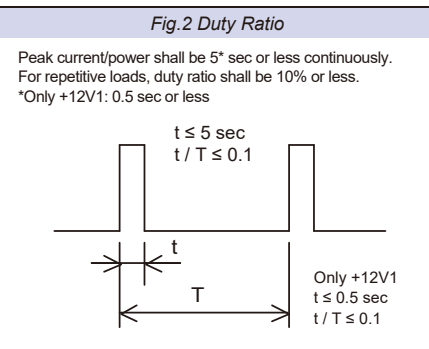 Fig.2 Duty Ratio
Peak current/power shall be 5* sec or less continuously.
For repetitive loads, duty ratio shall be 10% or less.
*Only +12V1: 0.5 sec or less
t ≤ 5 sec
t / T ≤ 0.1
t
T
Only +12V1
t ≤ 0.5 sec
t / T ≤ 0.1